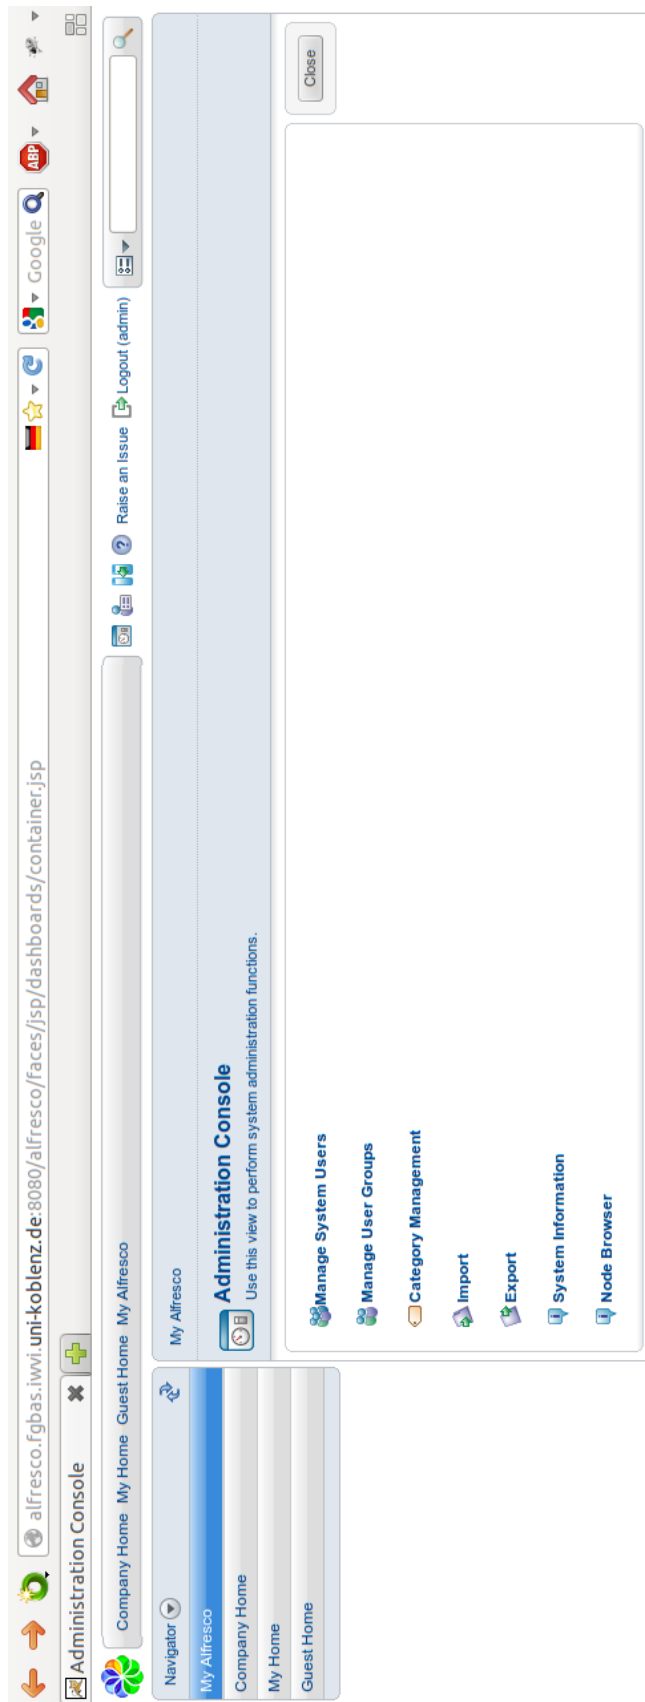 alfresco.fgbas.iwvi.uni-koblenz.de:8080/alfresco/faces/jsp/dashboards/container.jsp
Google
ABP
Administration Console
Company Home My Home Guest Home My Alfresco
Raise an Issue Logout (admin)
Navigator
My Alfresco
Company Home
My Home
Guest Home
My Alfresco
Administration Console
Use this view to perform system administration functions.
Manage System Users
Manage User Groups
Category Management
Import
Export
System Information
Node Browser
Close